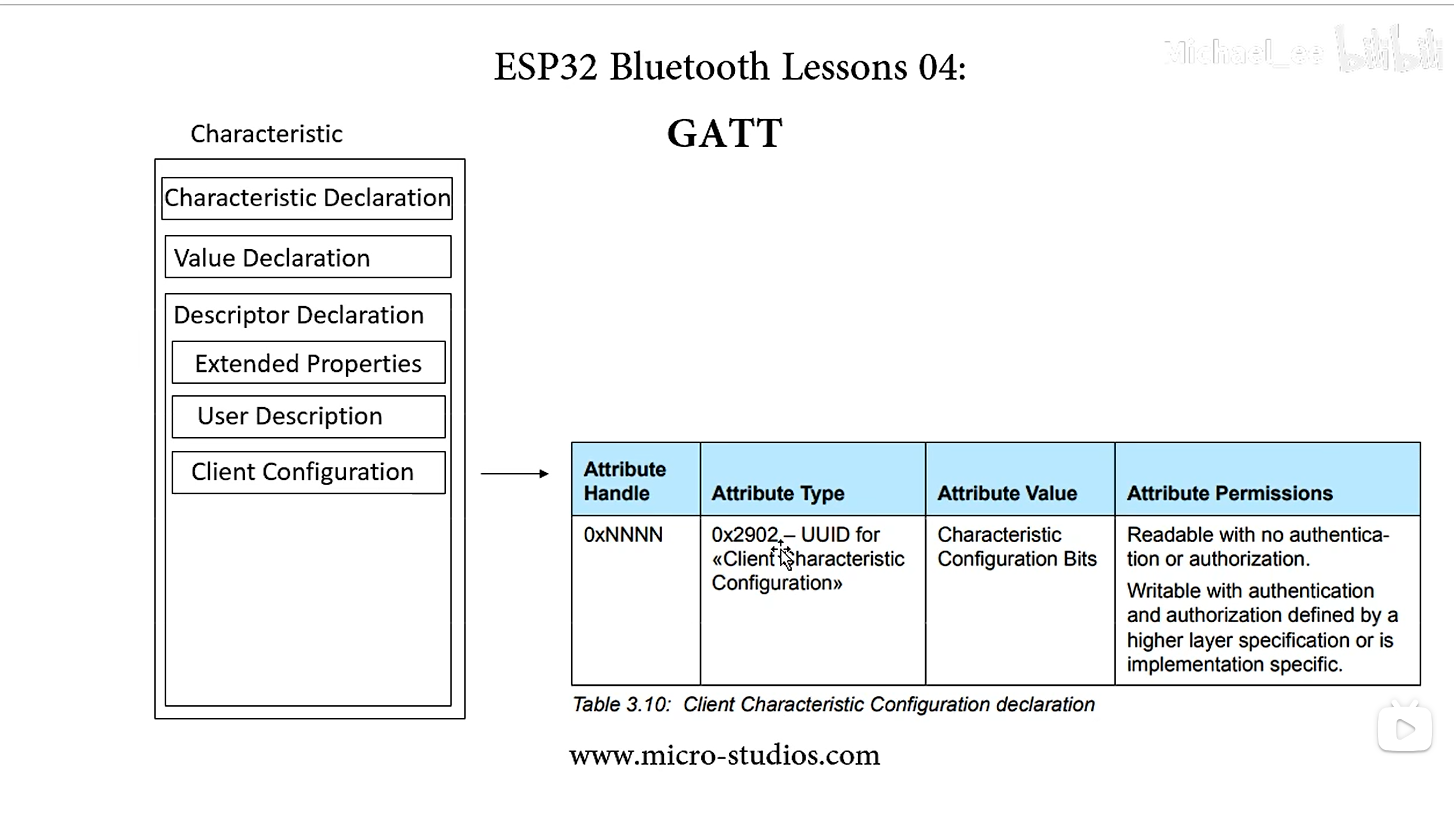 Michael_ee bilibili
ESP32 Bluetooth Lessons 04:
GATT
Characteristic
Characteristic Declaration
Value Declaration
Descriptor Declaration
Extended Properties
User Description
Client Configuration
Attribute
Handle
Attribute Type
Attribute Value
Attribute Permissions
0xNNNN
0x2902 – UUID for
«Client Characteristic
Configuration»
Characteristic
Configuration Bits
Readable with no authentica-
tion or authorization.
Writable with authentication
and authorization defined by a
higher layer specification or is
implementation specific.
Table 3.10: Client Characteristic Configuration declaration
www.micro-studios.com